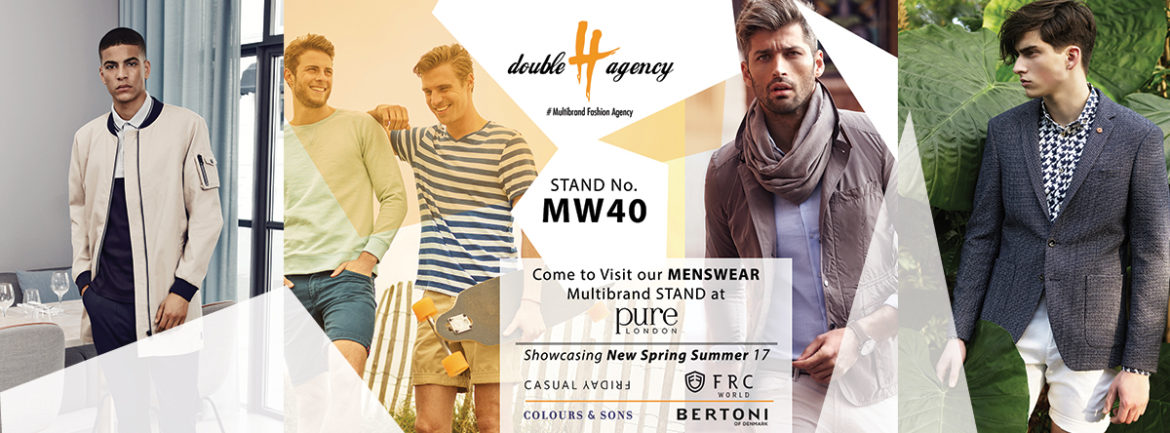 double H agency
# Multibrand Fashion Agency
STAND No.
MW40
Come to Visit our MENSWEAR
Multibrand STAND at
pure
LONDON
Showcasing New Spring Summer 17
CASUAL FRIDAY
FRC
WORLD
COLOURS & SONS
BERTONI
OF DENMARK